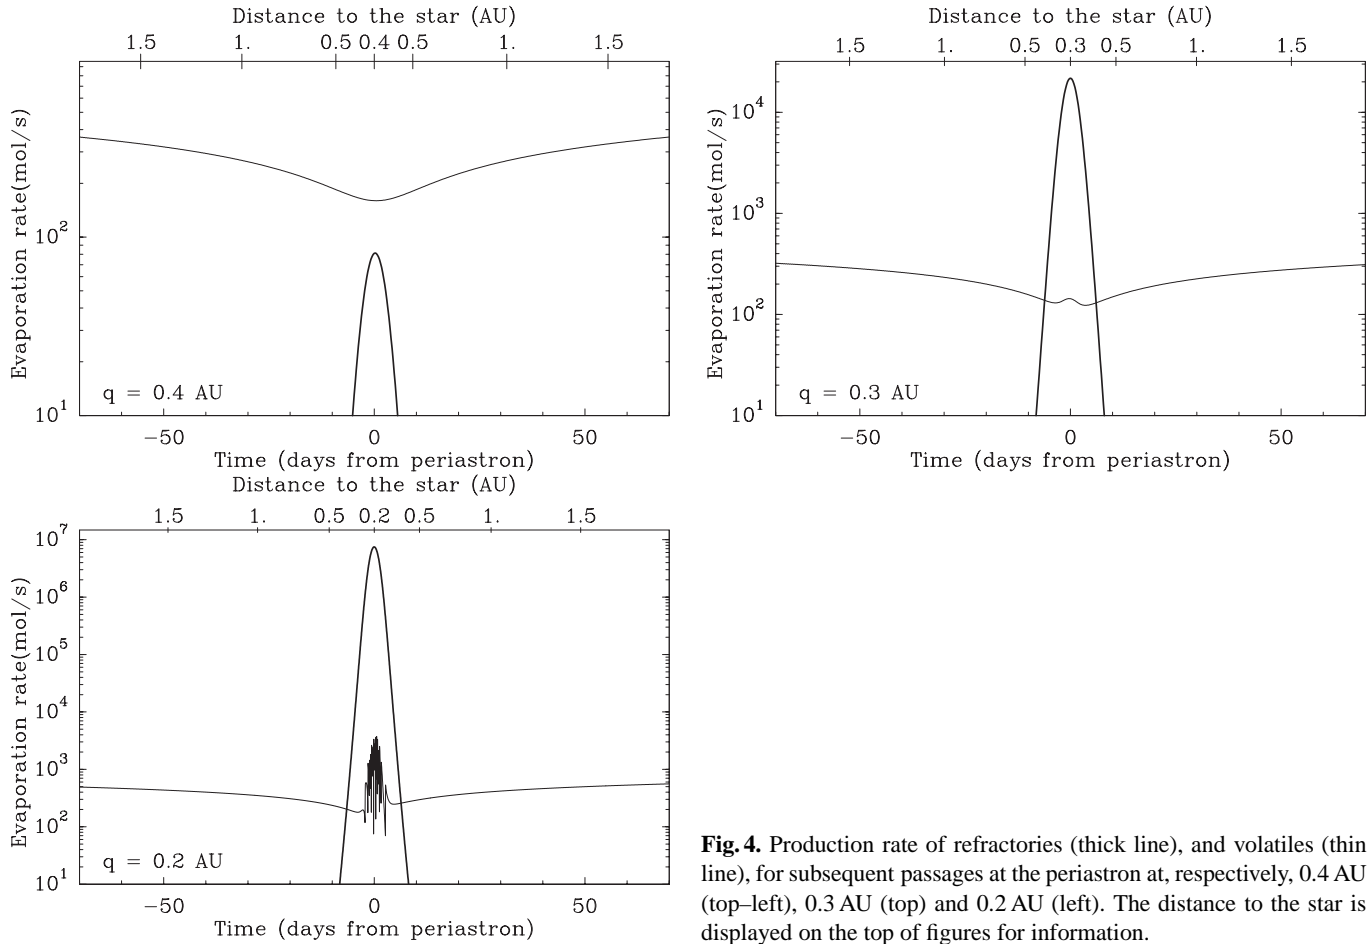 Distance to the star (AU)
1.5 1. 0.5 0.4 0.5 1. 1.5
Evaporation rate(mol/s)
10^2
10^1
q = 0.4 AU
−50 0 50
Time (days from periastron)
Distance to the star (AU)
1.5 1. 0.5 0.3 0.5 1. 1.5
Evaporation rate(mol/s)
10^4
10^3
10^2
10^1
q = 0.3 AU
−50 0 50
Time (days from periastron)
Distance to the star (AU)
1.5 1. 0.5 0.2 0.5 1. 1.5
Evaporation rate(mol/s)
10^7
10^6
10^5
10^4
10^3
10^2
10^1
q = 0.2 AU
−50 0 50
Time (days from periastron)
Fig. 4. Production rate of refractories (thick line), and volatiles (thin
line), for subsequent passages at the periastron at, respectively, 0.4 AU
(top–left), 0.3 AU (top) and 0.2 AU (left). The distance to the star is
displayed on the top of figures for information.